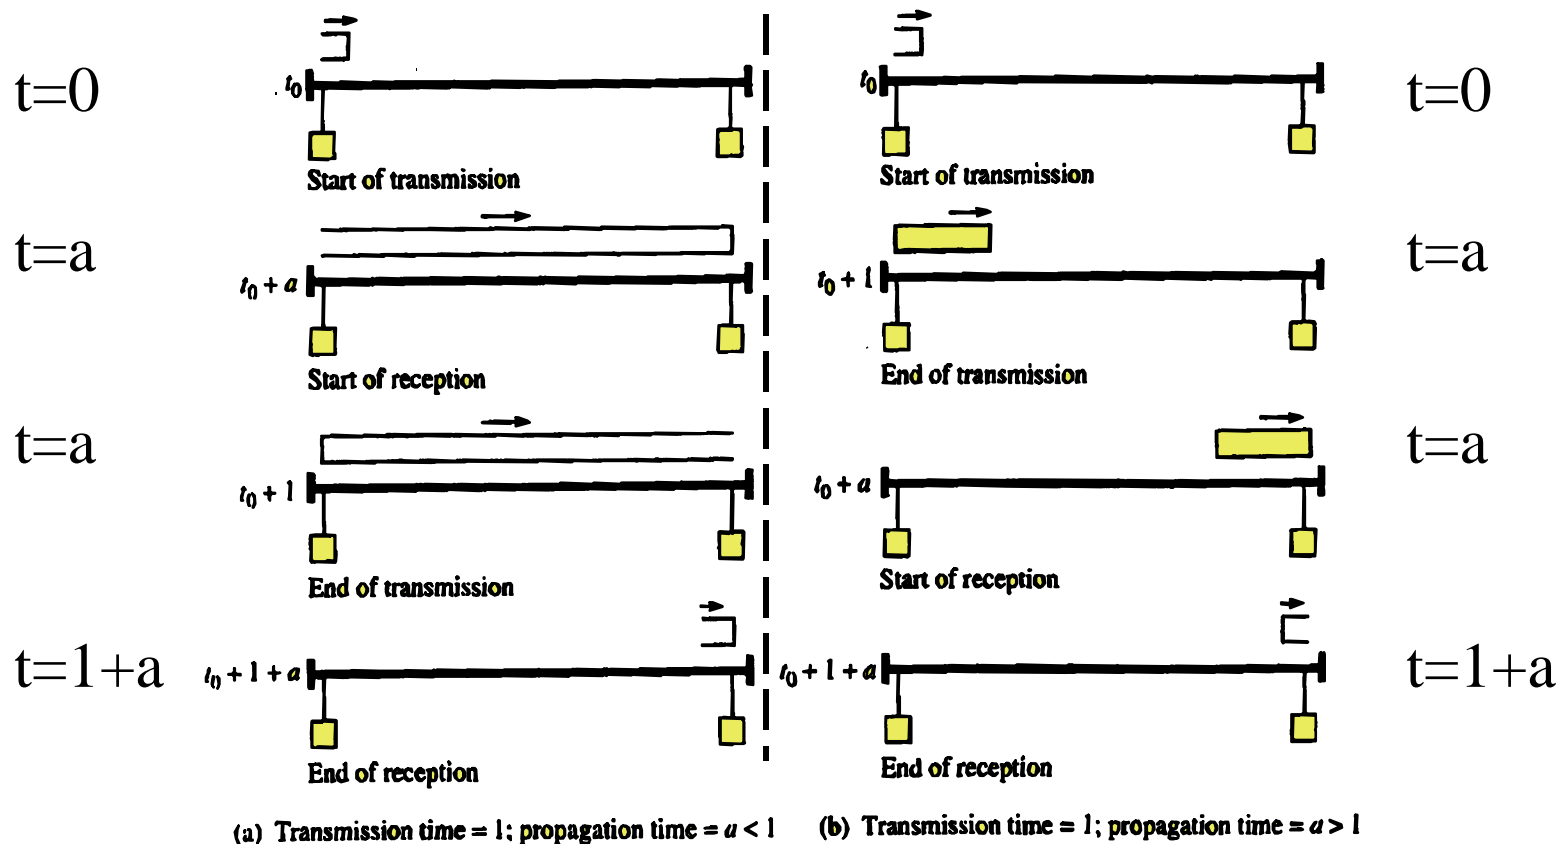 t=0
t0
Start of transmission
t=a
t0 + a
Start of reception
t=a
t0 + 1
End of transmission
t=1+a
t0 + 1 + a
End of reception
(a) Transmission time = 1; propagation time = a < 1
t0
Start of transmission
t=0
t0 + 1
End of transmission
t=a
t0 + a
Start of reception
t=a
t0 + 1 + a
End of reception
t=1+a
(b) Transmission time = 1; propagation time = a > 1